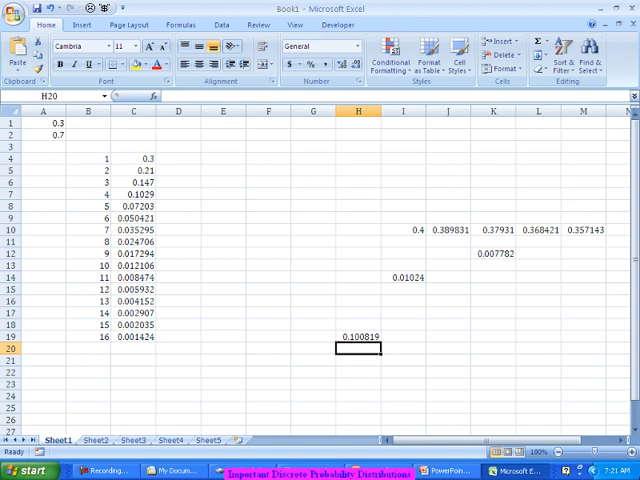 Book1 - Microsoft Excel
Home Insert Page Layout Formulas Data Review View Developer
Paste
Cambria 11 A A
B I U A
General
$ % ,
Conditional Formatting Format as Table Cell Styles
Insert
Delete
Format
Σ
Sort & Filter Find & Select
Clipboard Font Alignment Number Styles Cells Editing
H20 fx
A B C D E F G H I J K L M N
1 0.3
2 0.7
3
4 1 0.3
5 2 0.21
6 3 0.147
7 4 0.1029
8 5 0.07203
9 6 0.050421
10 7 0.035295 0.4 0.389831 0.37931 0.368421 0.357143
11 8 0.024706
12 9 0.017294 0.007782
13 10 0.012106
14 11 0.008474 0.01024
15 12 0.005932
16 13 0.004152
17 14 0.002907
18 15 0.002035
19 16 0.001424 0.100819
20
21
22
23
24
25
26
27
Sheet1 Sheet2 Sheet3 Sheet4 Sheet5
Ready 100%
start Recording... My Docum... PowerPoin... Microsoft E... 7:21 AM
Important Discrete Probability Distributions